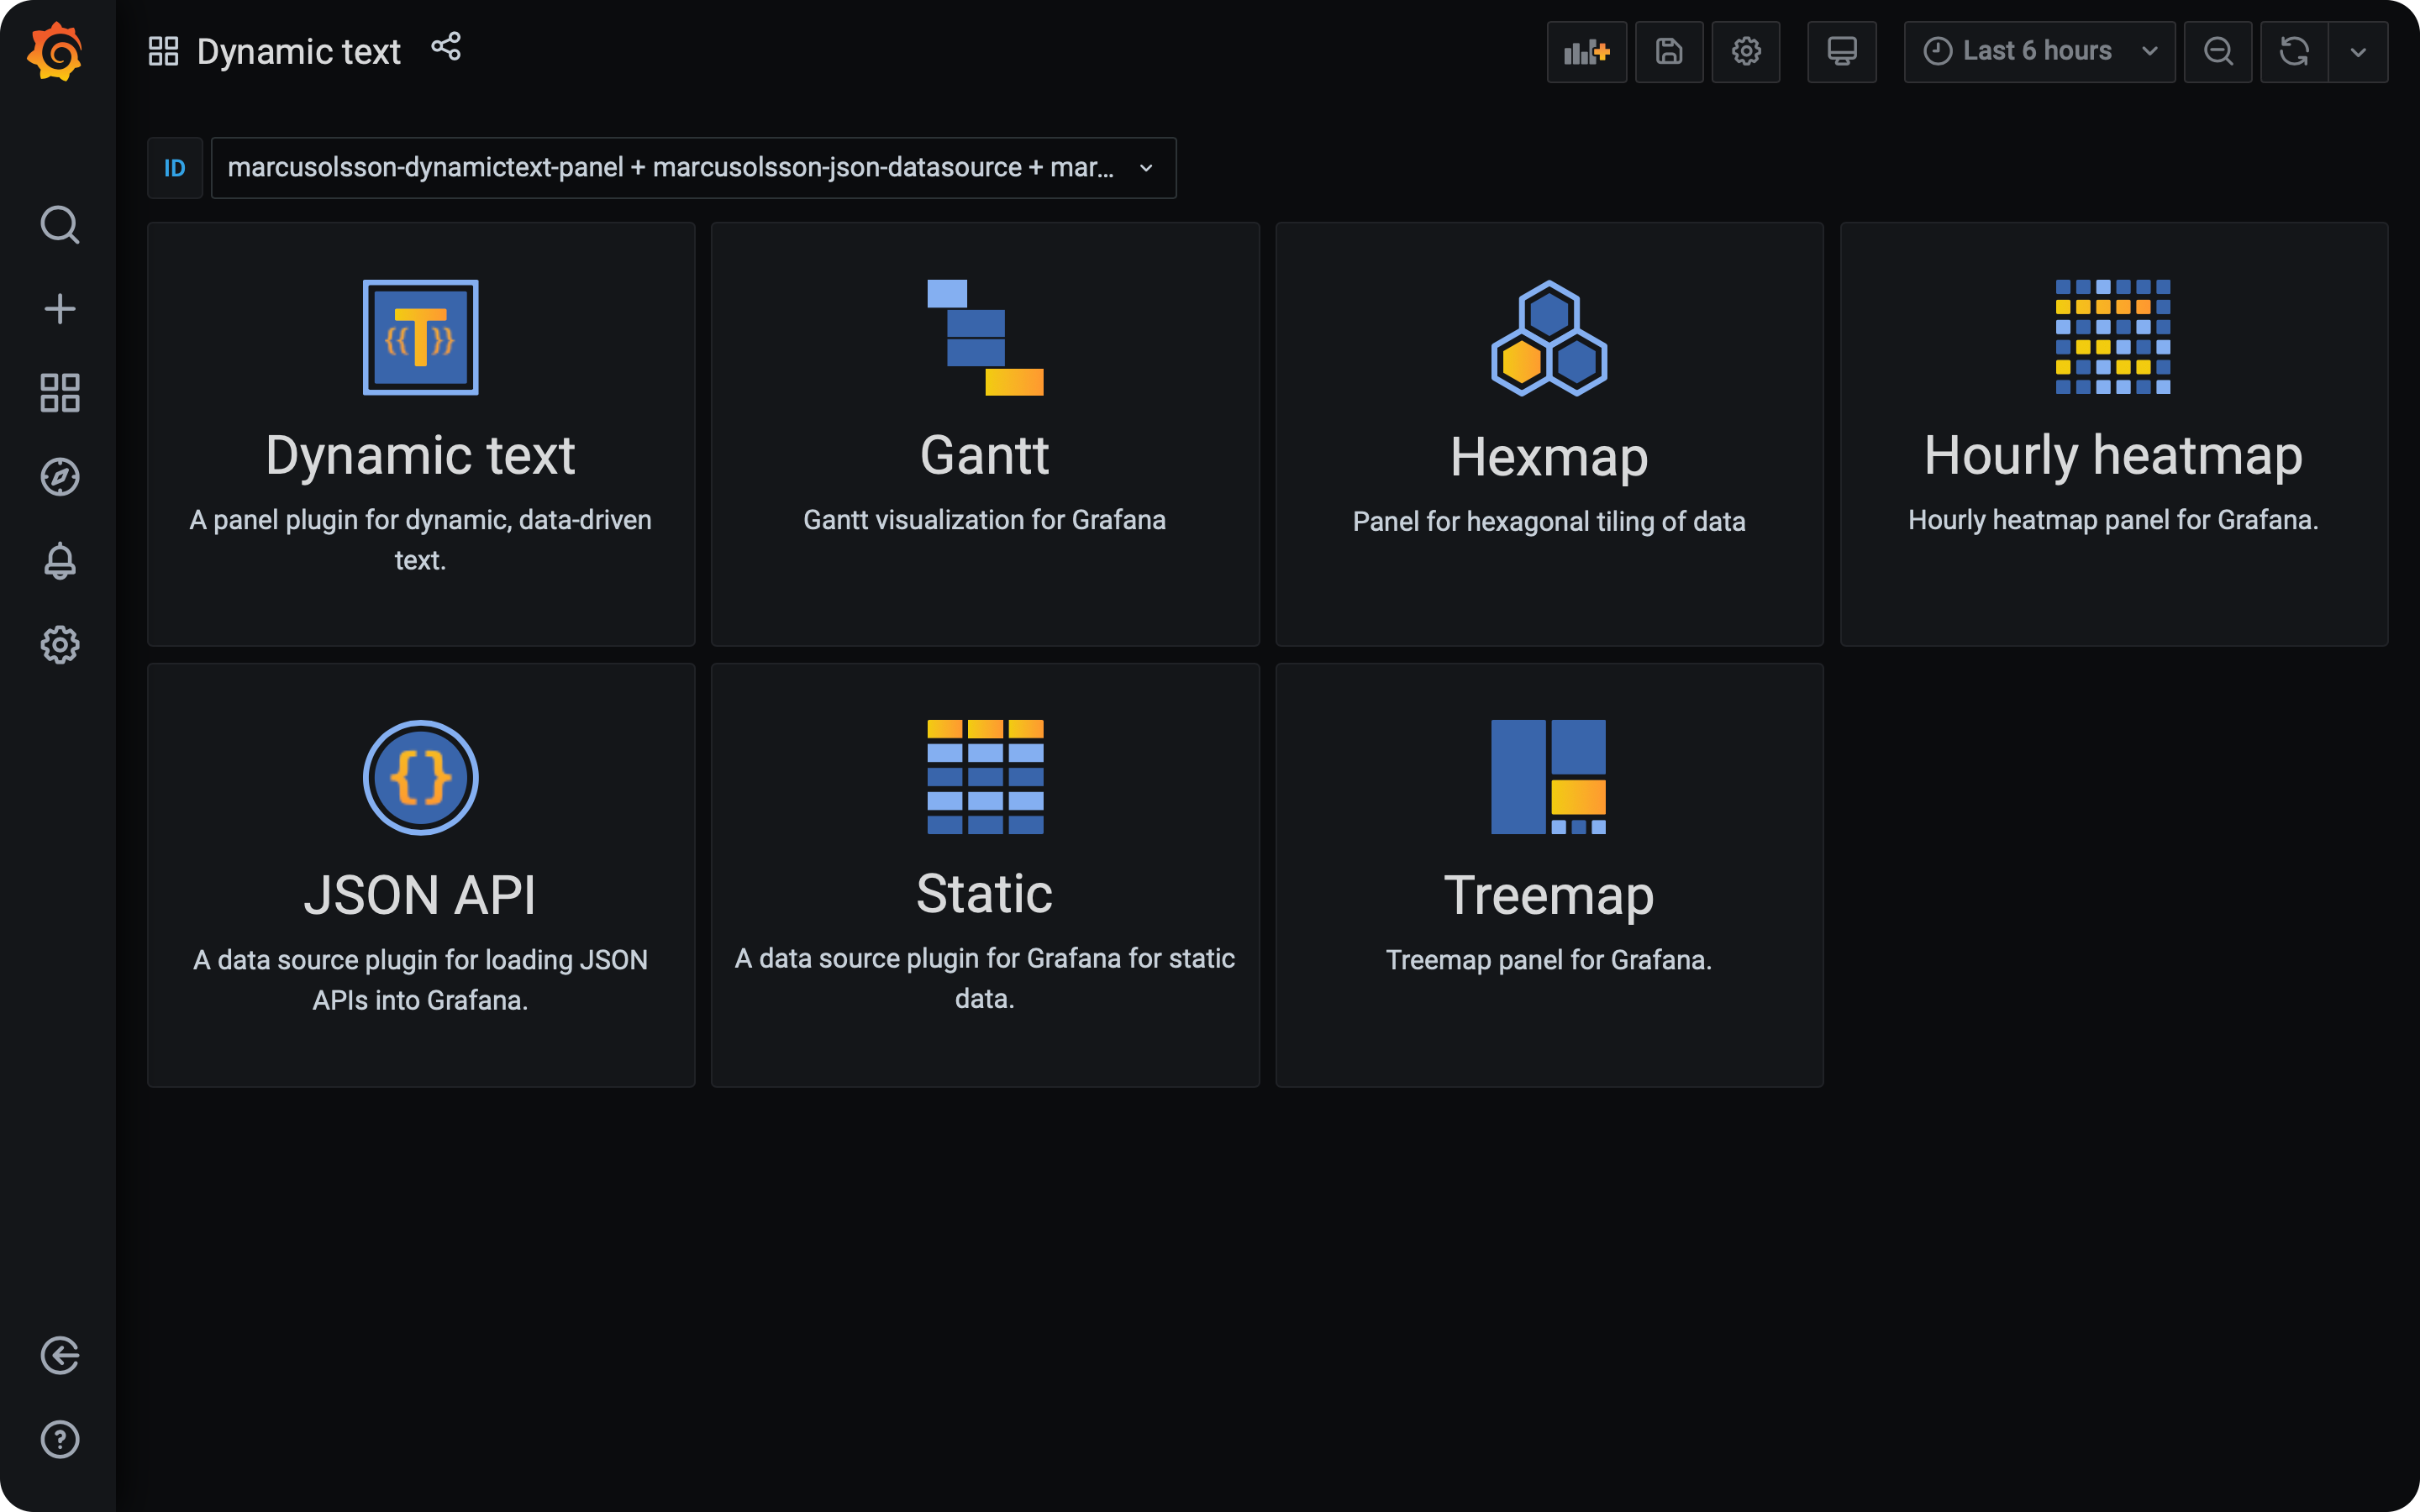 Dynamic text
Last 6 hours
ID
marcusolsson-dynamictext-panel + marcusolsson-json-datasource + mar...
{{T}}
Dynamic text
A panel plugin for dynamic, data-driven
text.
Gantt
Gantt visualization for Grafana
Hexmap
Panel for hexagonal tiling of data
Hourly heatmap
Hourly heatmap panel for Grafana.
{}
JSON API
A data source plugin for loading JSON
APIs into Grafana.
Static
A data source plugin for Grafana for static
data.
Treemap
Treemap panel for Grafana.